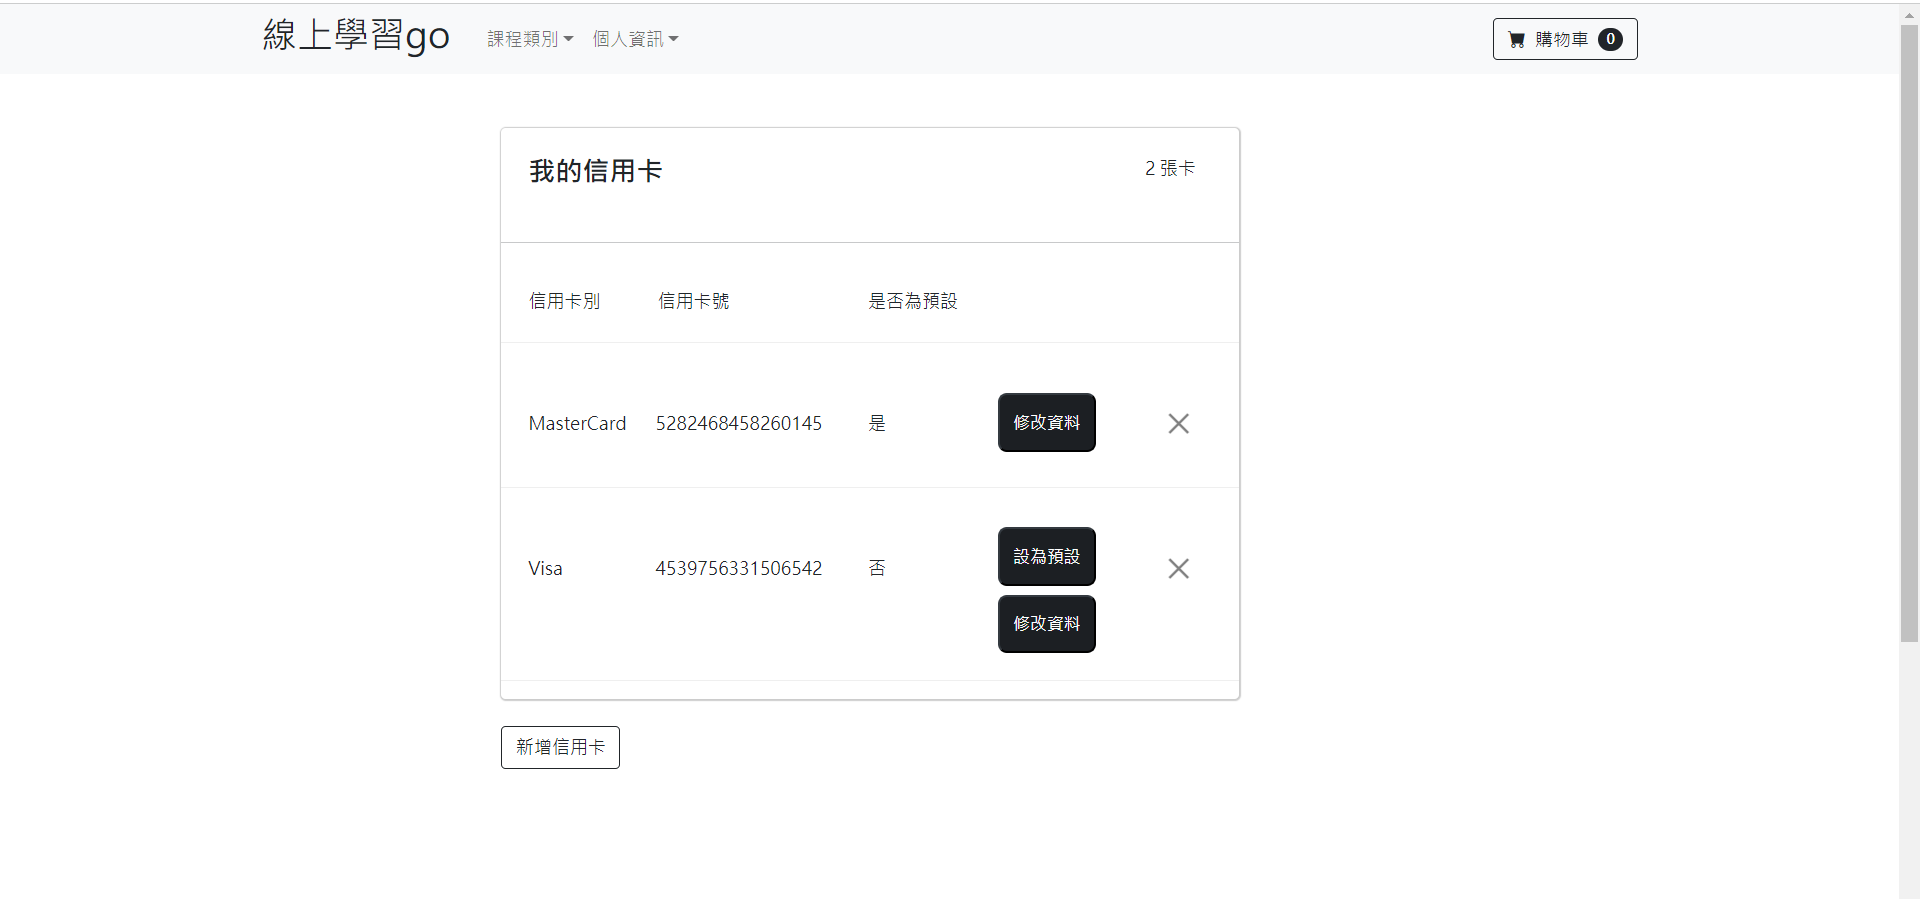 線上學習go 課程類別 個人資訊 購物車 0
我的信用卡 2 張卡
信用卡別 信用卡號 是否為預設
MasterCard 5282468458260145 是 修改資料
設為預設
Visa 4539756331506542 否
修改資料
新增信用卡